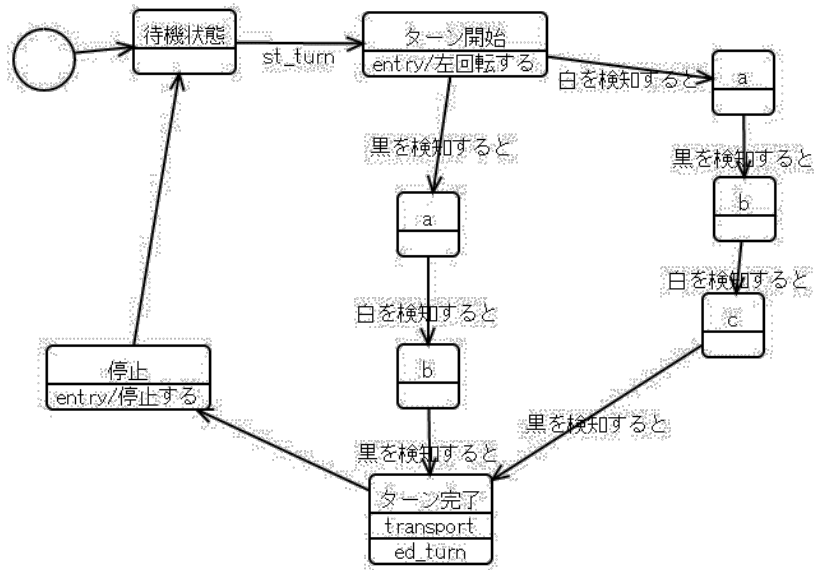 待機状態
st_turn
ターン開始
entry/左回転する
白を検知すると
a
黒を検知すると
黒を検知すると
a
b
白を検知すると
白を検知すると
c
停止
entry/停止する
b
黒を検知すると
黒を検知すると
ターン完了
transport
ed_turn